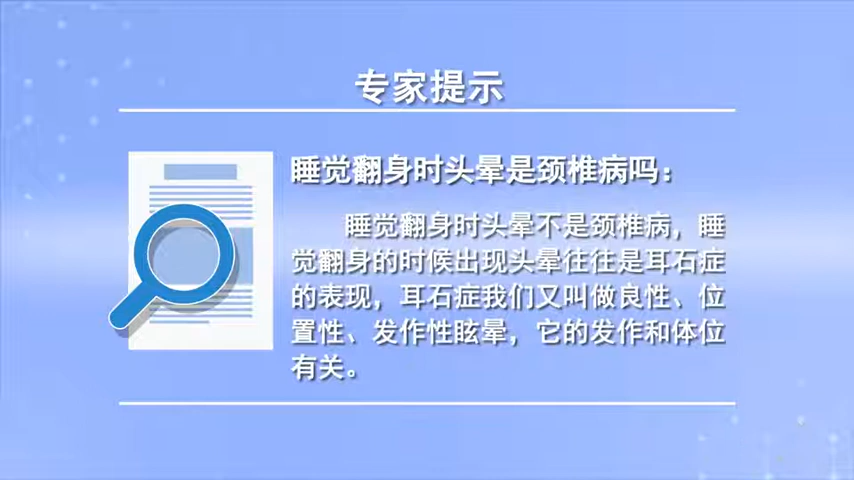 专家提示
睡觉翻身时头晕是颈椎病吗：
睡觉翻身时头晕不是颈椎病，睡
觉翻身的时候出现头晕往往是耳石症
的表现，耳石症我们又叫做良性、位
置性、发作性眩晕，它的发作和体位
有关。